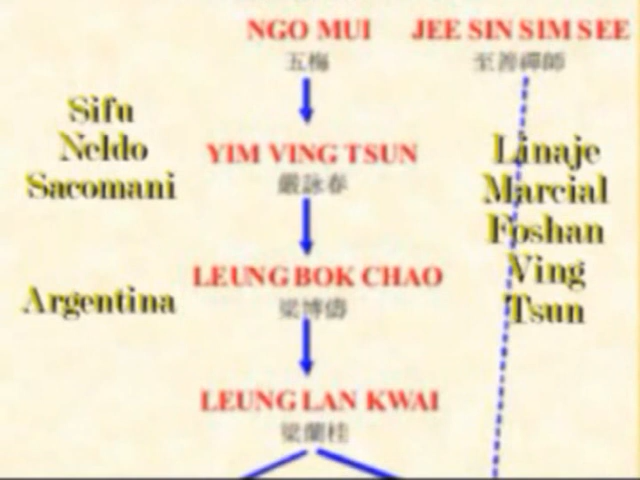 NGO MUI
五梅
JEE SIN SIM SEE
至善禪師
Sifu
Neldo
Sacomani
YIM VING TSUN
嚴詠春
Linaje
Marcial
Foshan
Ving
Tsun
LEUNG BOK CHAO
梁博儔
Argentina
LEUNG LAN KWAI
梁蘭桂